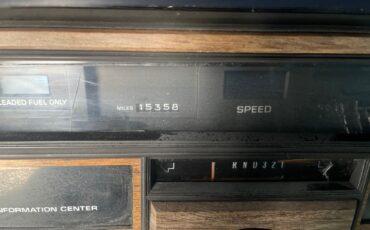 LEADED FUEL ONLY
MILES 15358
SPEED
INFORMATION CENTER